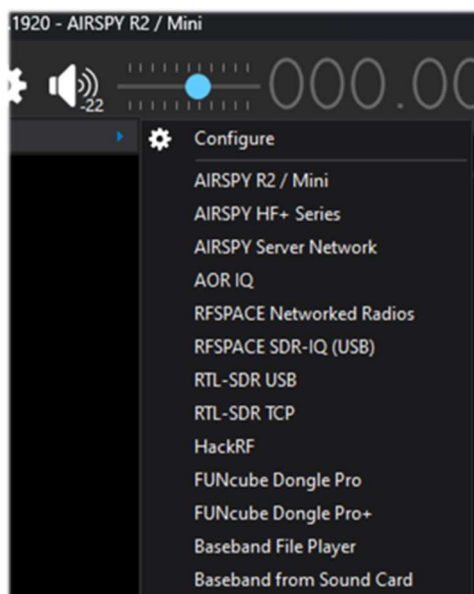 .1920 - AIRSPY R2 / Mini
-22
000.00
Configure
AIRSPY R2 / Mini
AIRSPY HF+ Series
AIRSPY Server Network
AOR IQ
RFSPACE Networked Radios
RFSPACE SDR-IQ (USB)
RTL-SDR USB
RTL-SDR TCP
HackRF
FUNcube Dongle Pro
FUNcube Dongle Pro+
Baseband File Player
Baseband from Sound Card